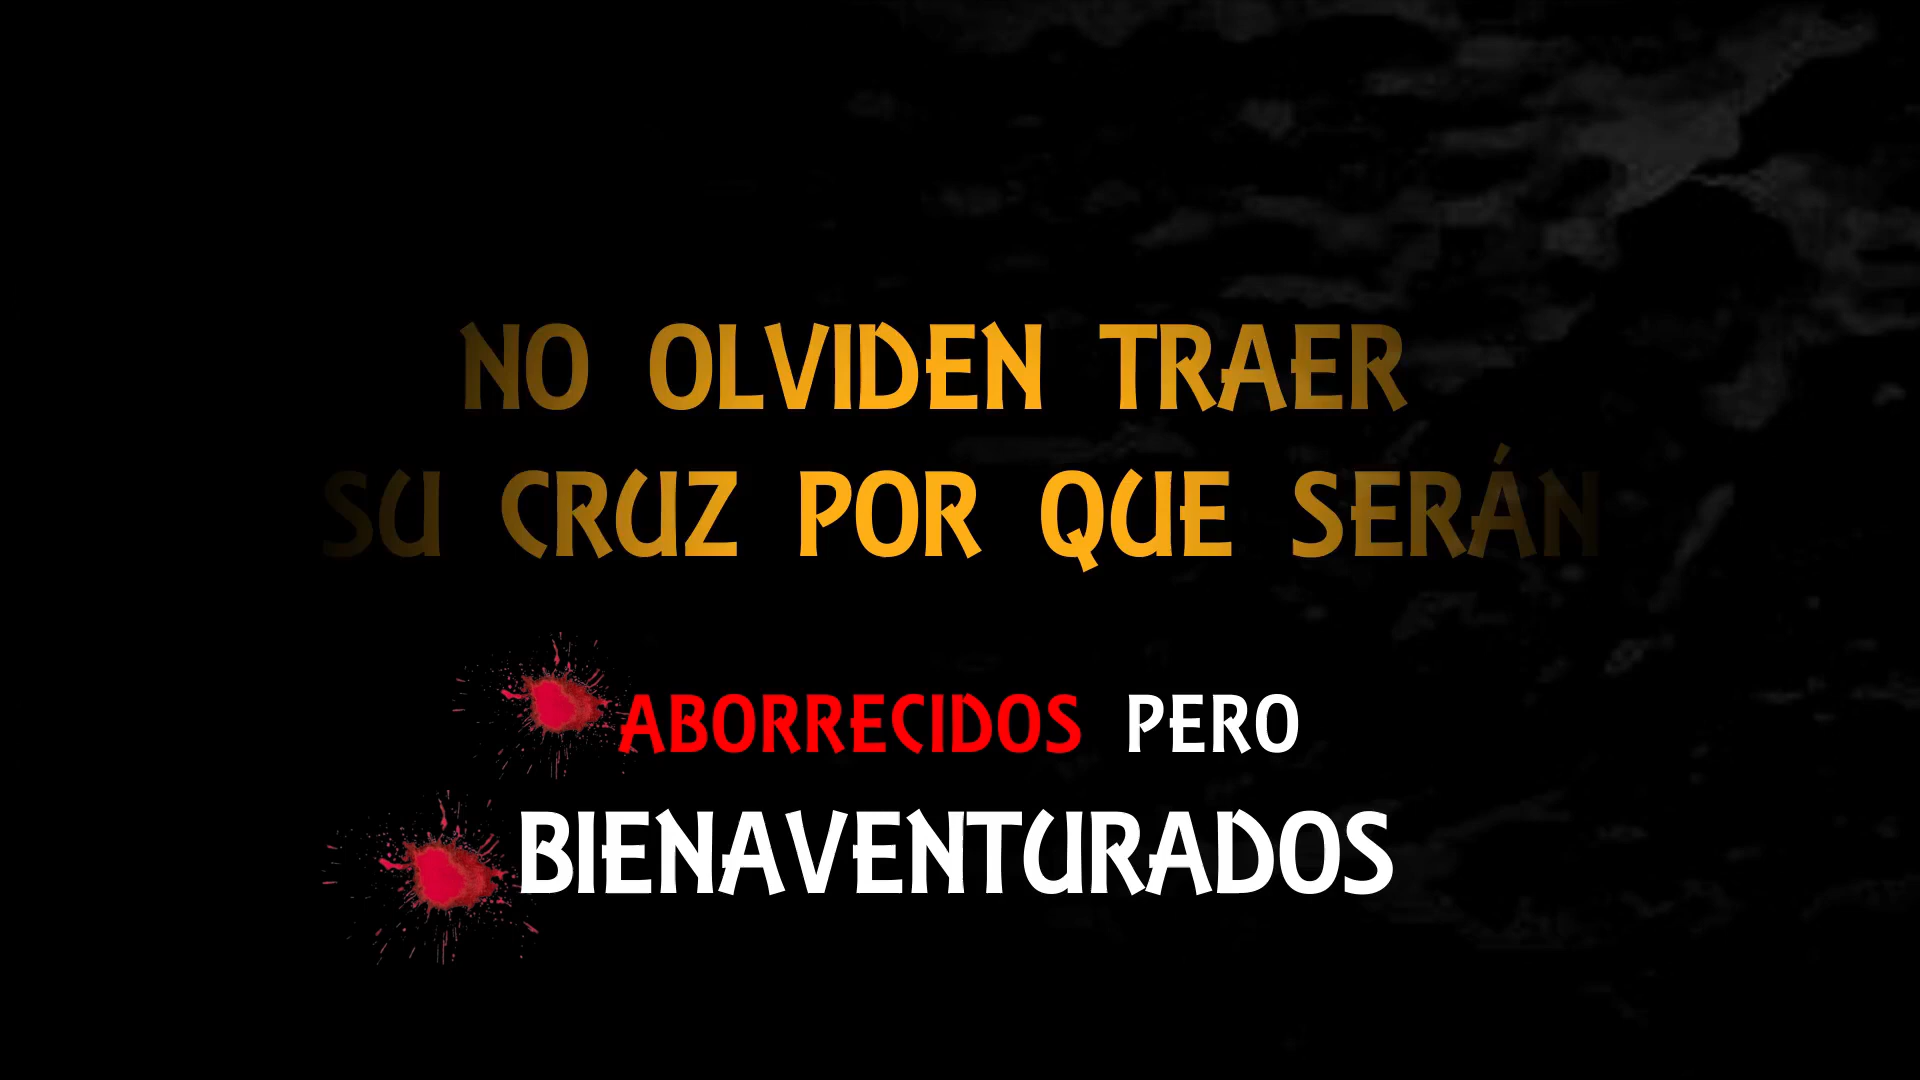 NO OLVIDEN TRAER
SU CRUZ POR QUE SERÁN
ABORRECIDOS PERO
BIENAVENTURADOS